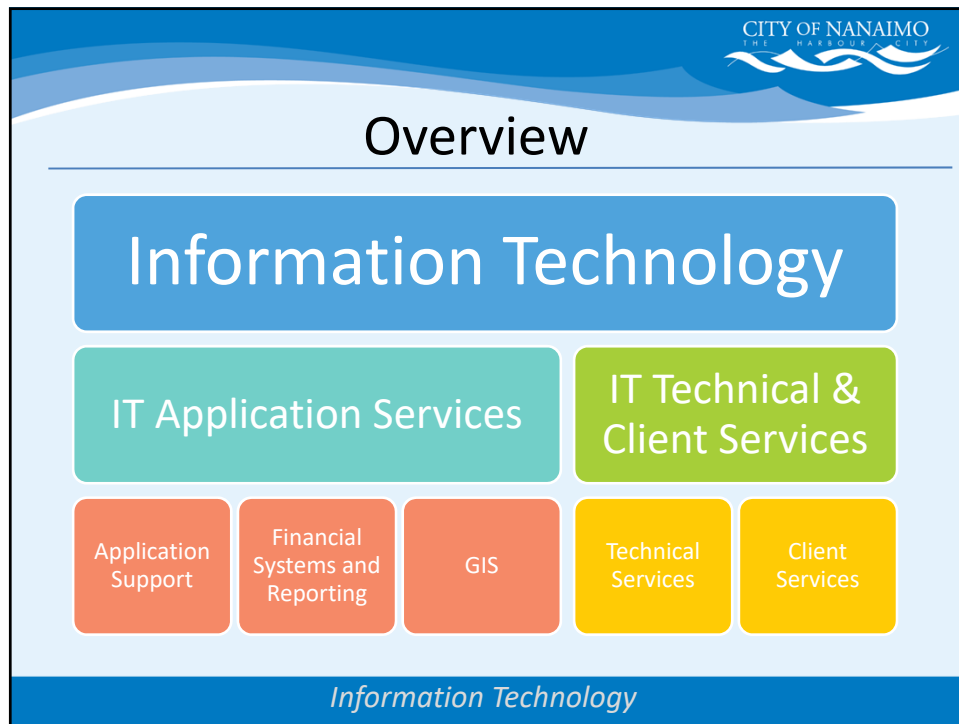 CITY OF NANAIMO
THE HARBOUR CITY
Overview
Information Technology
IT Application Services
IT Technical &
Client Services
Application
Support
Financial
Systems and
Reporting
GIS
Technical
Services
Client
Services
Information Technology